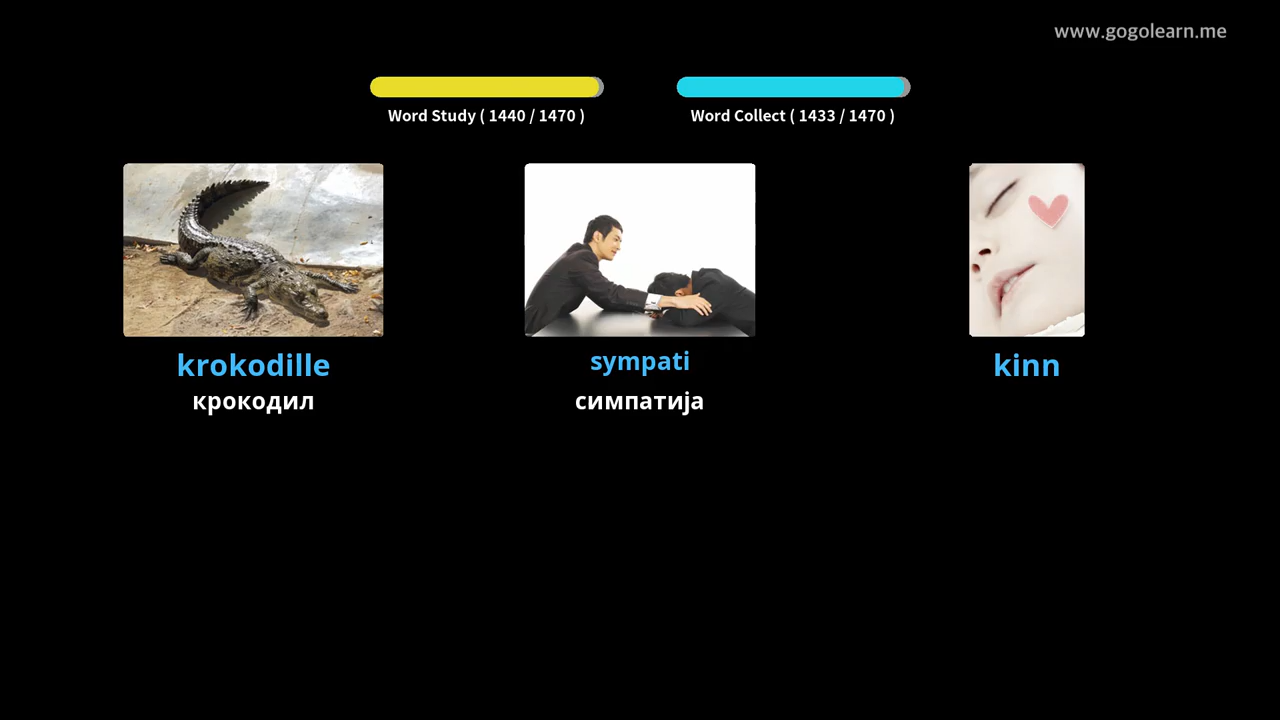 www.gogolearn.me
Word Study ( 1440 / 1470 )
Word Collect ( 1433 / 1470 )
krokodille
sympati
kinn
крокодил
симпатија